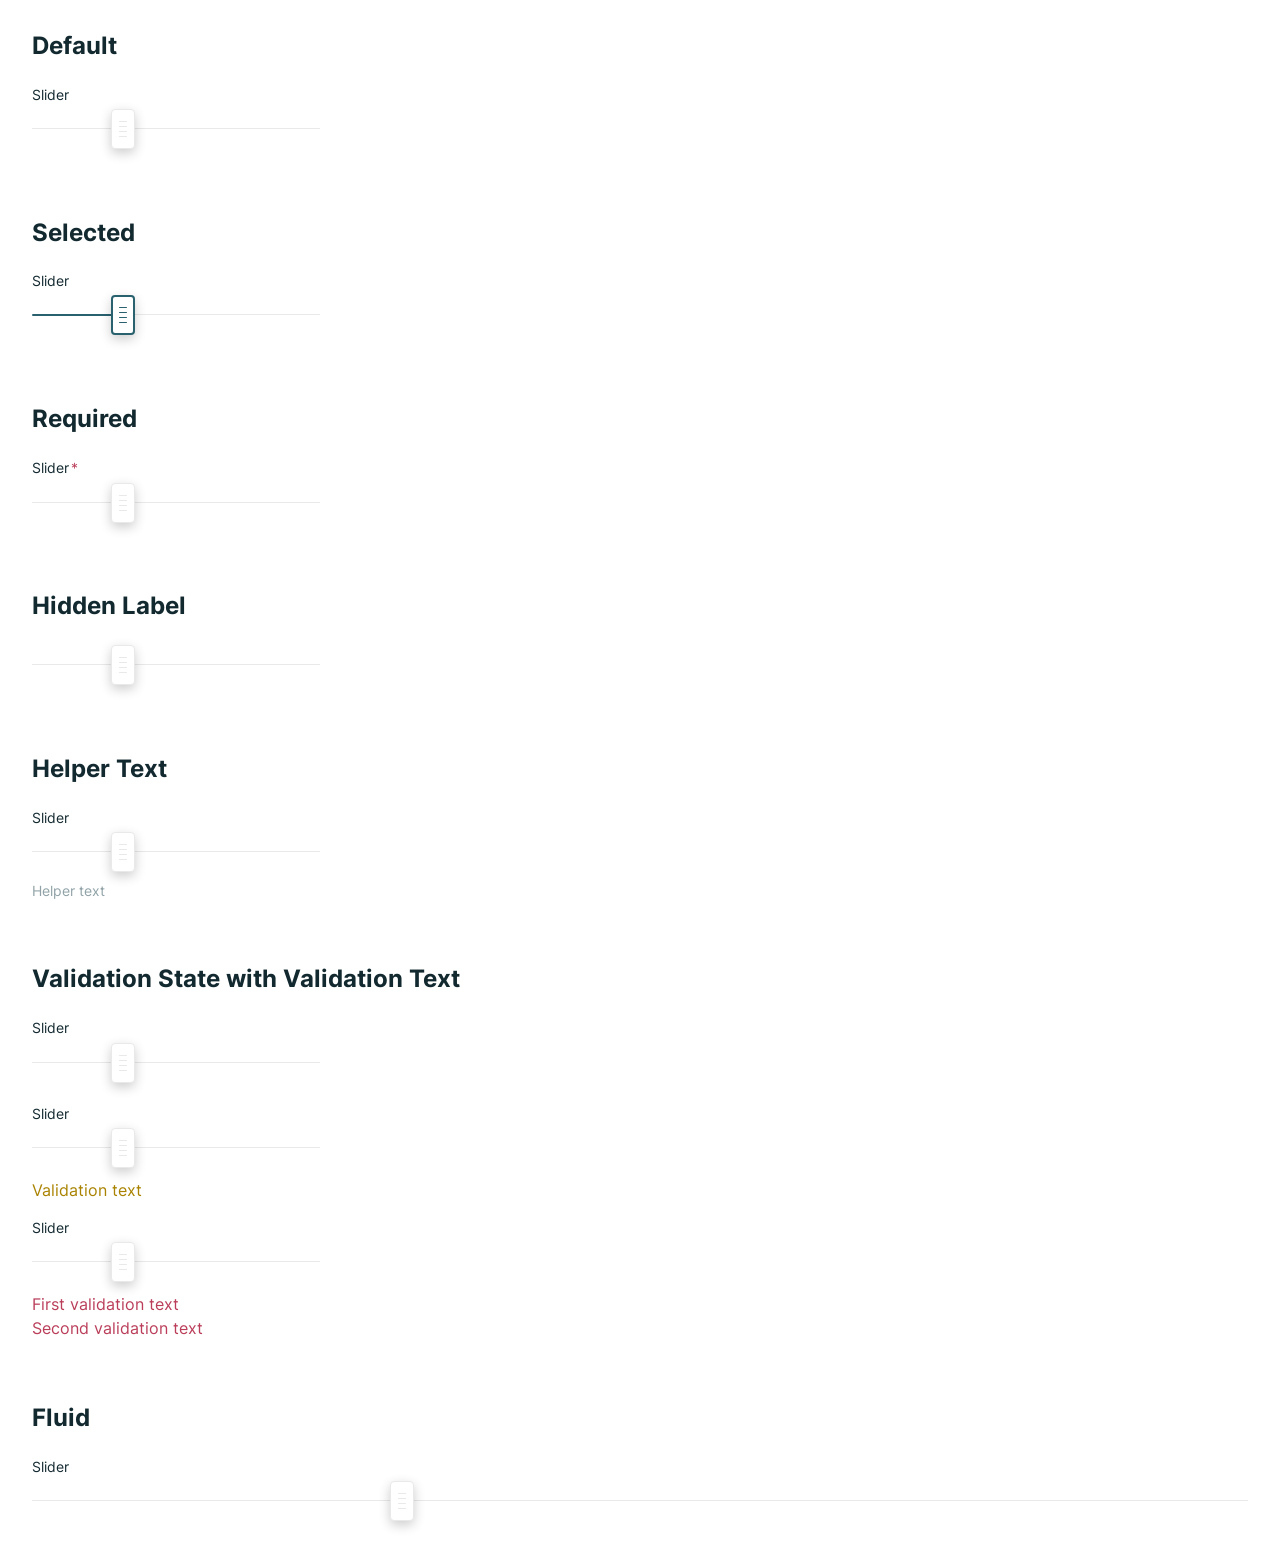 Default
Slider
Selected
Slider
Required
Slider*
Hidden Label
Helper Text
Slider
Helper text
Validation State with Validation Text
Slider
Slider
Validation text
Slider
First validation text
Second validation text
Fluid
Slider